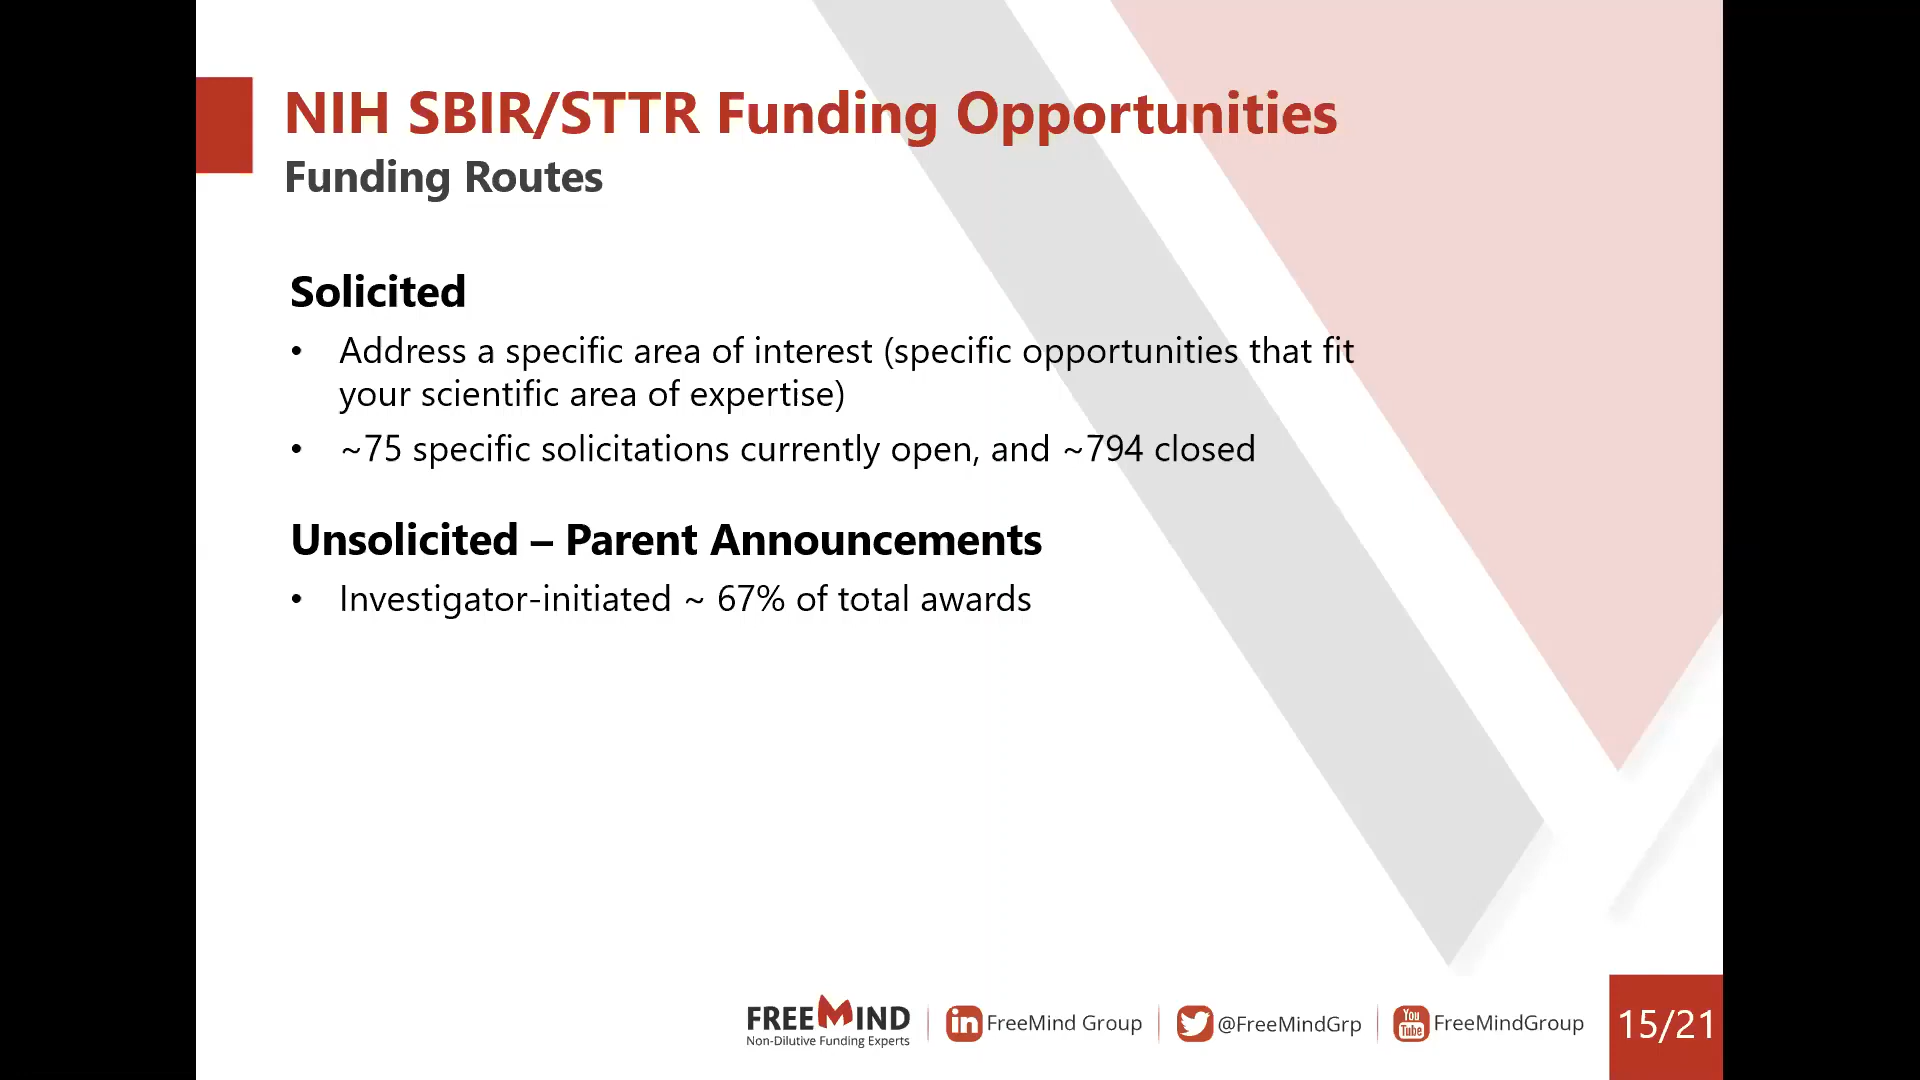 NIH SBIR/STTR Funding Opportunities
Funding Routes
Solicited
• Address a specific area of interest (specific opportunities that fit
your scientific area of expertise)
• ~75 specific solicitations currently open, and ~794 closed
Unsolicited – Parent Announcements
• Investigator-initiated ~ 67% of total awards
FREEMIND
Non-Dilutive Funding Experts
in FreeMind Group
@FreeMindGrp
You
Tube
FreeMindGroup
15/21